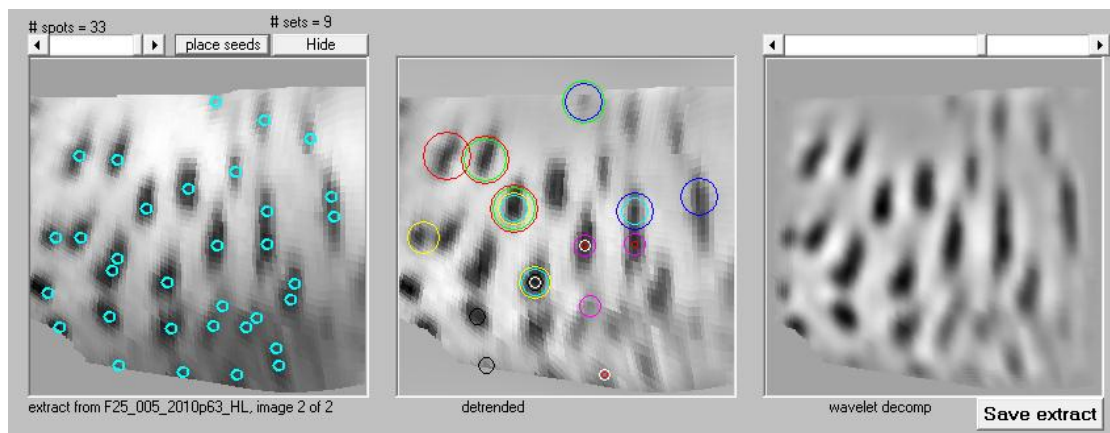 # spots = 33
# sets = 9
place seeds
Hide
extract from F25_005_2010p63_HL, image 2 of 2
detrended
wavelet decomp
Save extract